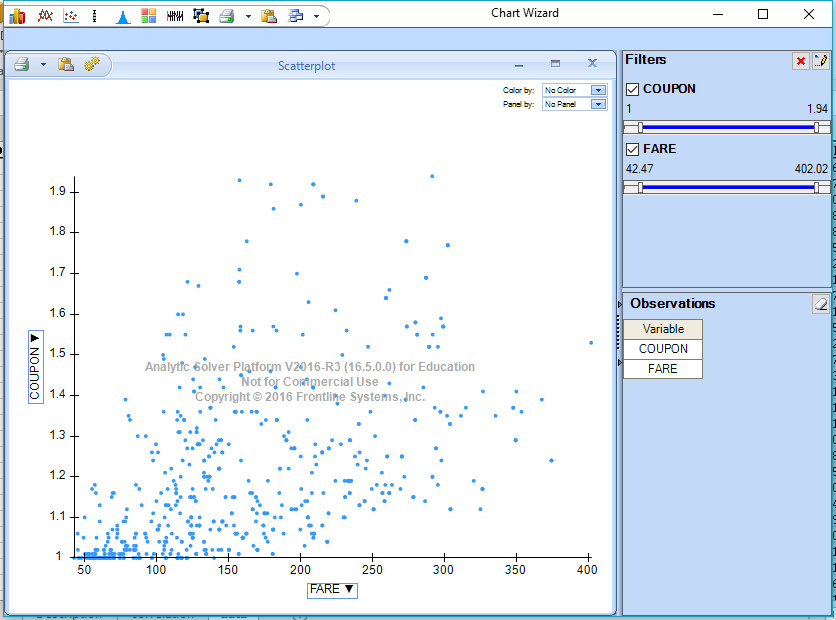 Chart Wizard
Scatterplot
Color by: No Color
Panel by: No Panel
Filters
COUPON
1 1.94
FARE
42.47 402.02
Observations
Variable
COUPON
FARE
1.9
1.8
1.7
1.6
1.5
1.4
1.3
1.2
1.1
1
COUPON ▼
Analytic Solver Platform V2016-R3 (16.5.0.0) for Education
Not for Commercial Use
Copyright © 2016 Frontline Systems, Inc.
50 100 150 200 250 300 350 400
FARE ▼